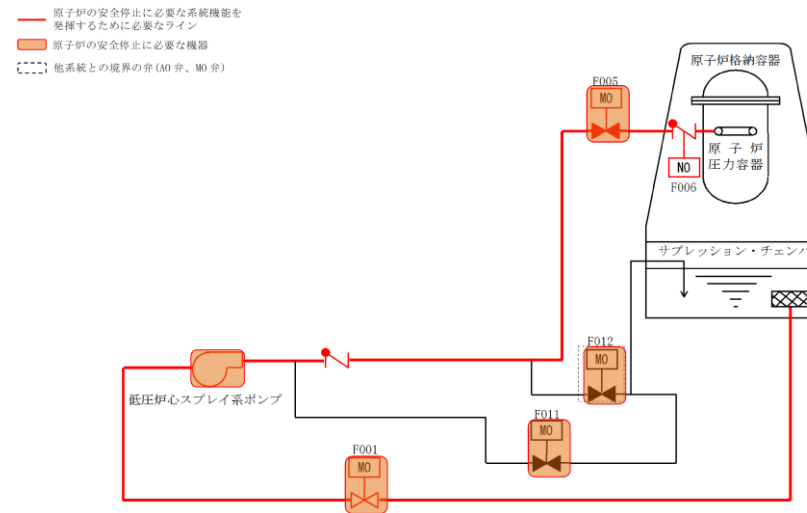 原子炉の安全停止に必要な系統機能を
発揮するために必要なライン
原子炉の安全停止に必要な機器
他系統との境界の弁(AO 弁、MO 弁)
原子炉格納容器
F005
MO
原子炉
圧力容器
NO
F006
サプレッション・チェンバ
F012
MO
低圧炉心スプレイ系ポンプ
F011
MO
F001
MO